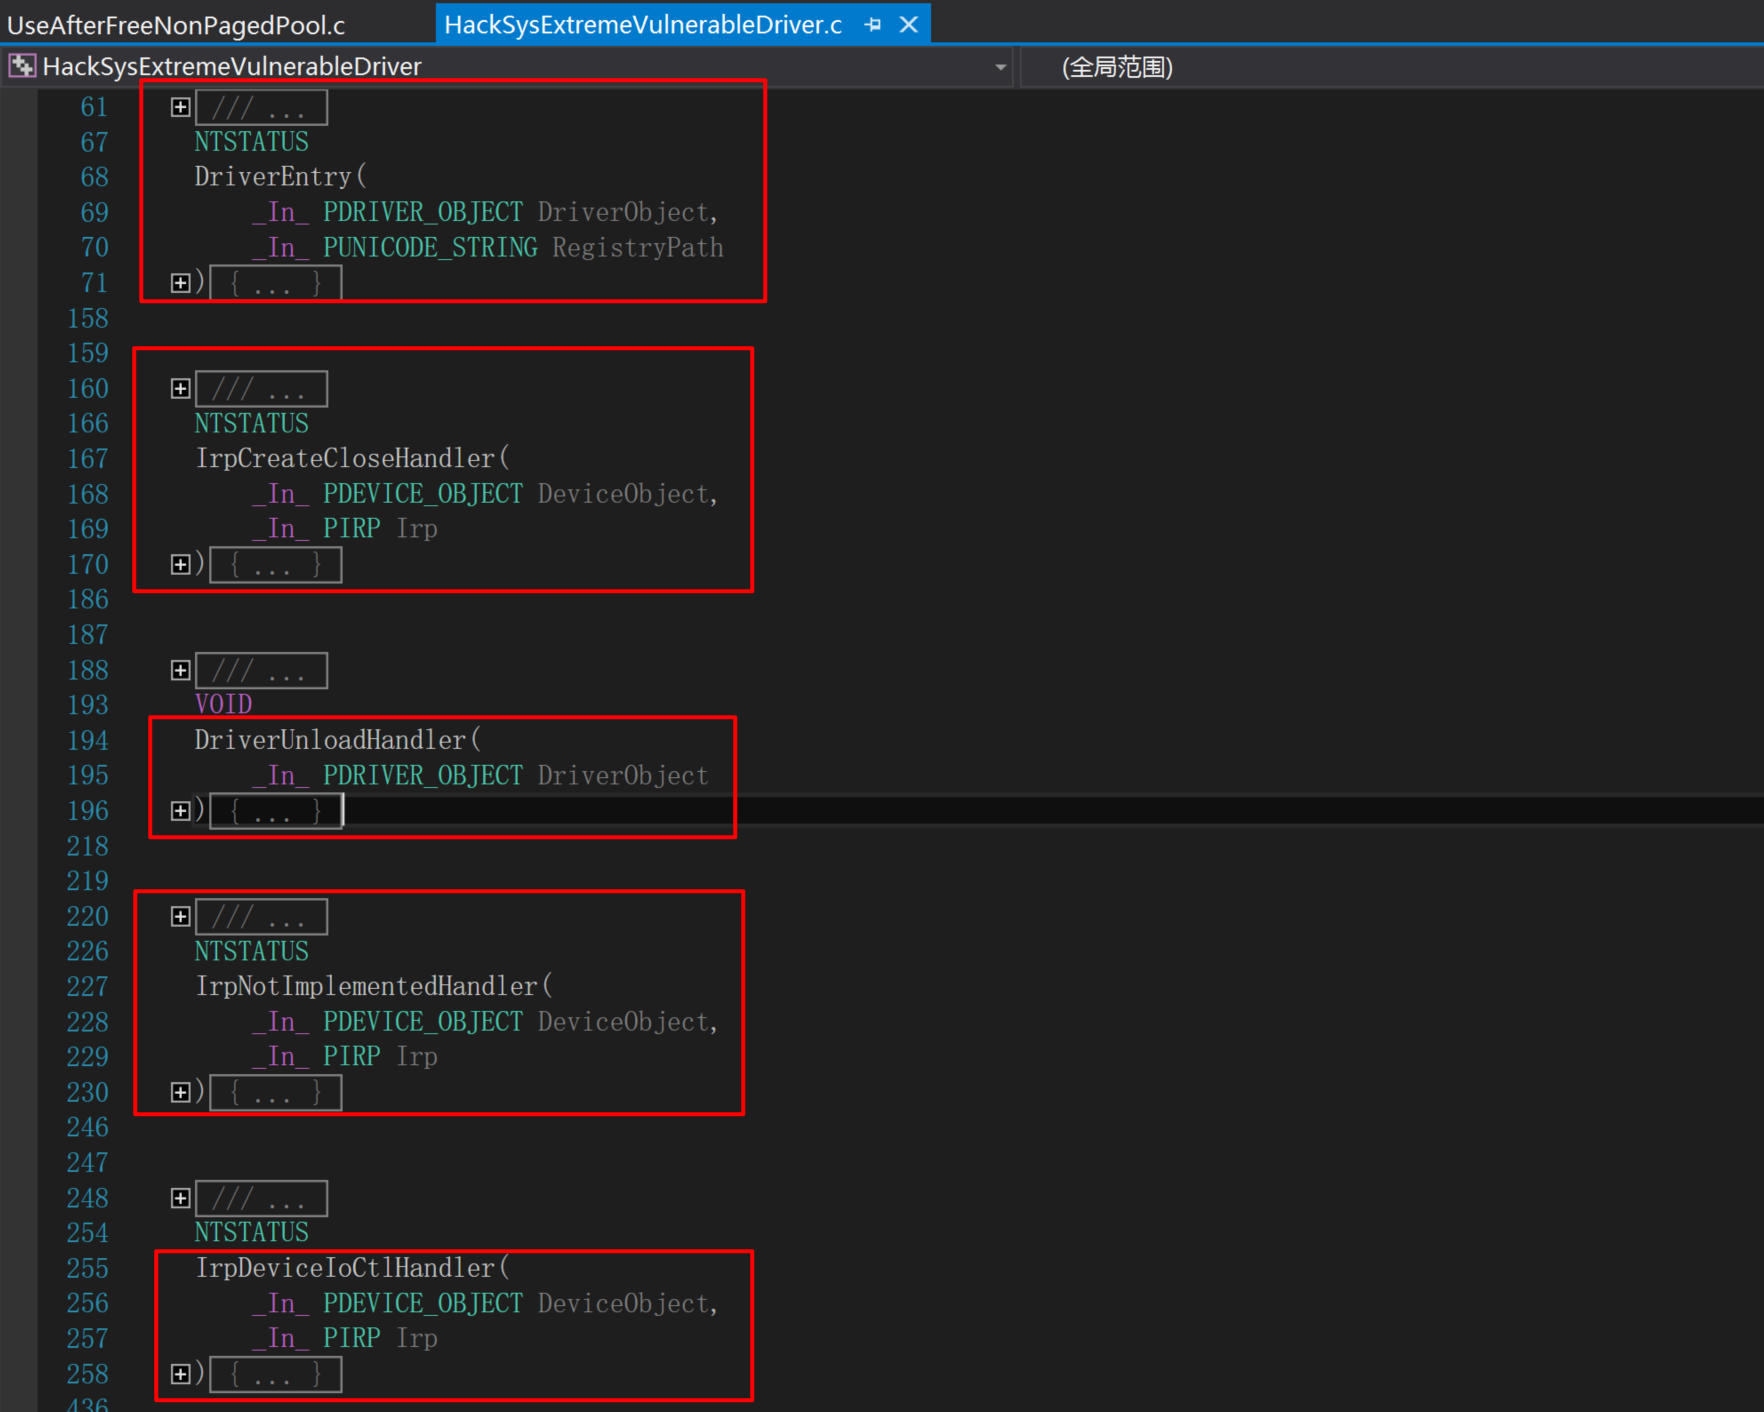 UseAfterFreeNonPagedPool.c HackSysExtremeVulnerableDriver.c
HackSysExtremeVulnerableDriver (全局范围)
61 /// ...
67 NTSTATUS
68 DriverEntry(
69 _In_ PDRIVER_OBJECT DriverObject,
70 _In_ PUNICODE_STRING RegistryPath
71 ) { ... }
158
159
160 /// ...
166 NTSTATUS
167 IrpCreateCloseHandler(
168 _In_ PDEVICE_OBJECT DeviceObject,
169 _In_ PIRP Irp
170 ) { ... }
186
187
188 /// ...
193 VOID
194 DriverUnloadHandler(
195 _In_ PDRIVER_OBJECT DriverObject
196 ) { ... }
218
219
220 /// ...
226 NTSTATUS
227 IrpNotImplementedHandler(
228 _In_ PDEVICE_OBJECT DeviceObject,
229 _In_ PIRP Irp
230 ) { ... }
246
247
248 /// ...
254 NTSTATUS
255 IrpDeviceIoCtlHandler(
256 _In_ PDEVICE_OBJECT DeviceObject,
257 _In_ PIRP Irp
258 ) { ... }
436